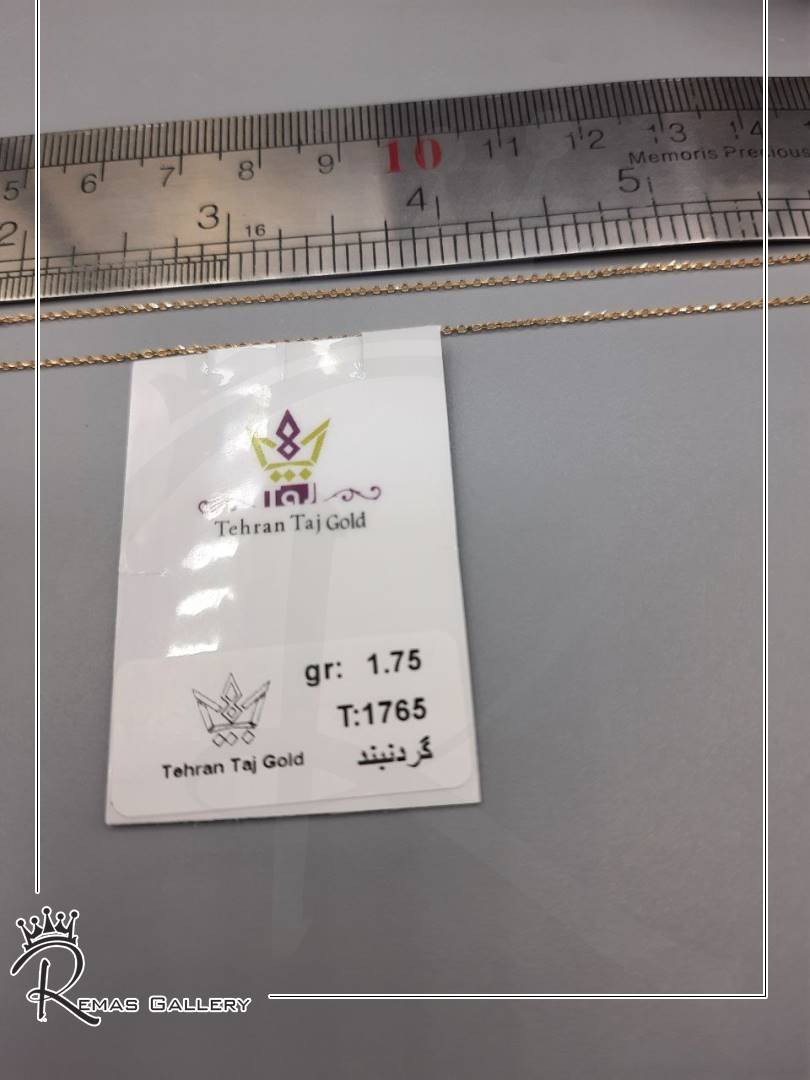 5 6 7 8 9 10 11 12 13 14
Memoris Precious
2 3 16 4 5
Tehran Taj Gold
gr: 1.75
T:1765
گردنبند
Tehran Taj Gold
REMAS GALLERY